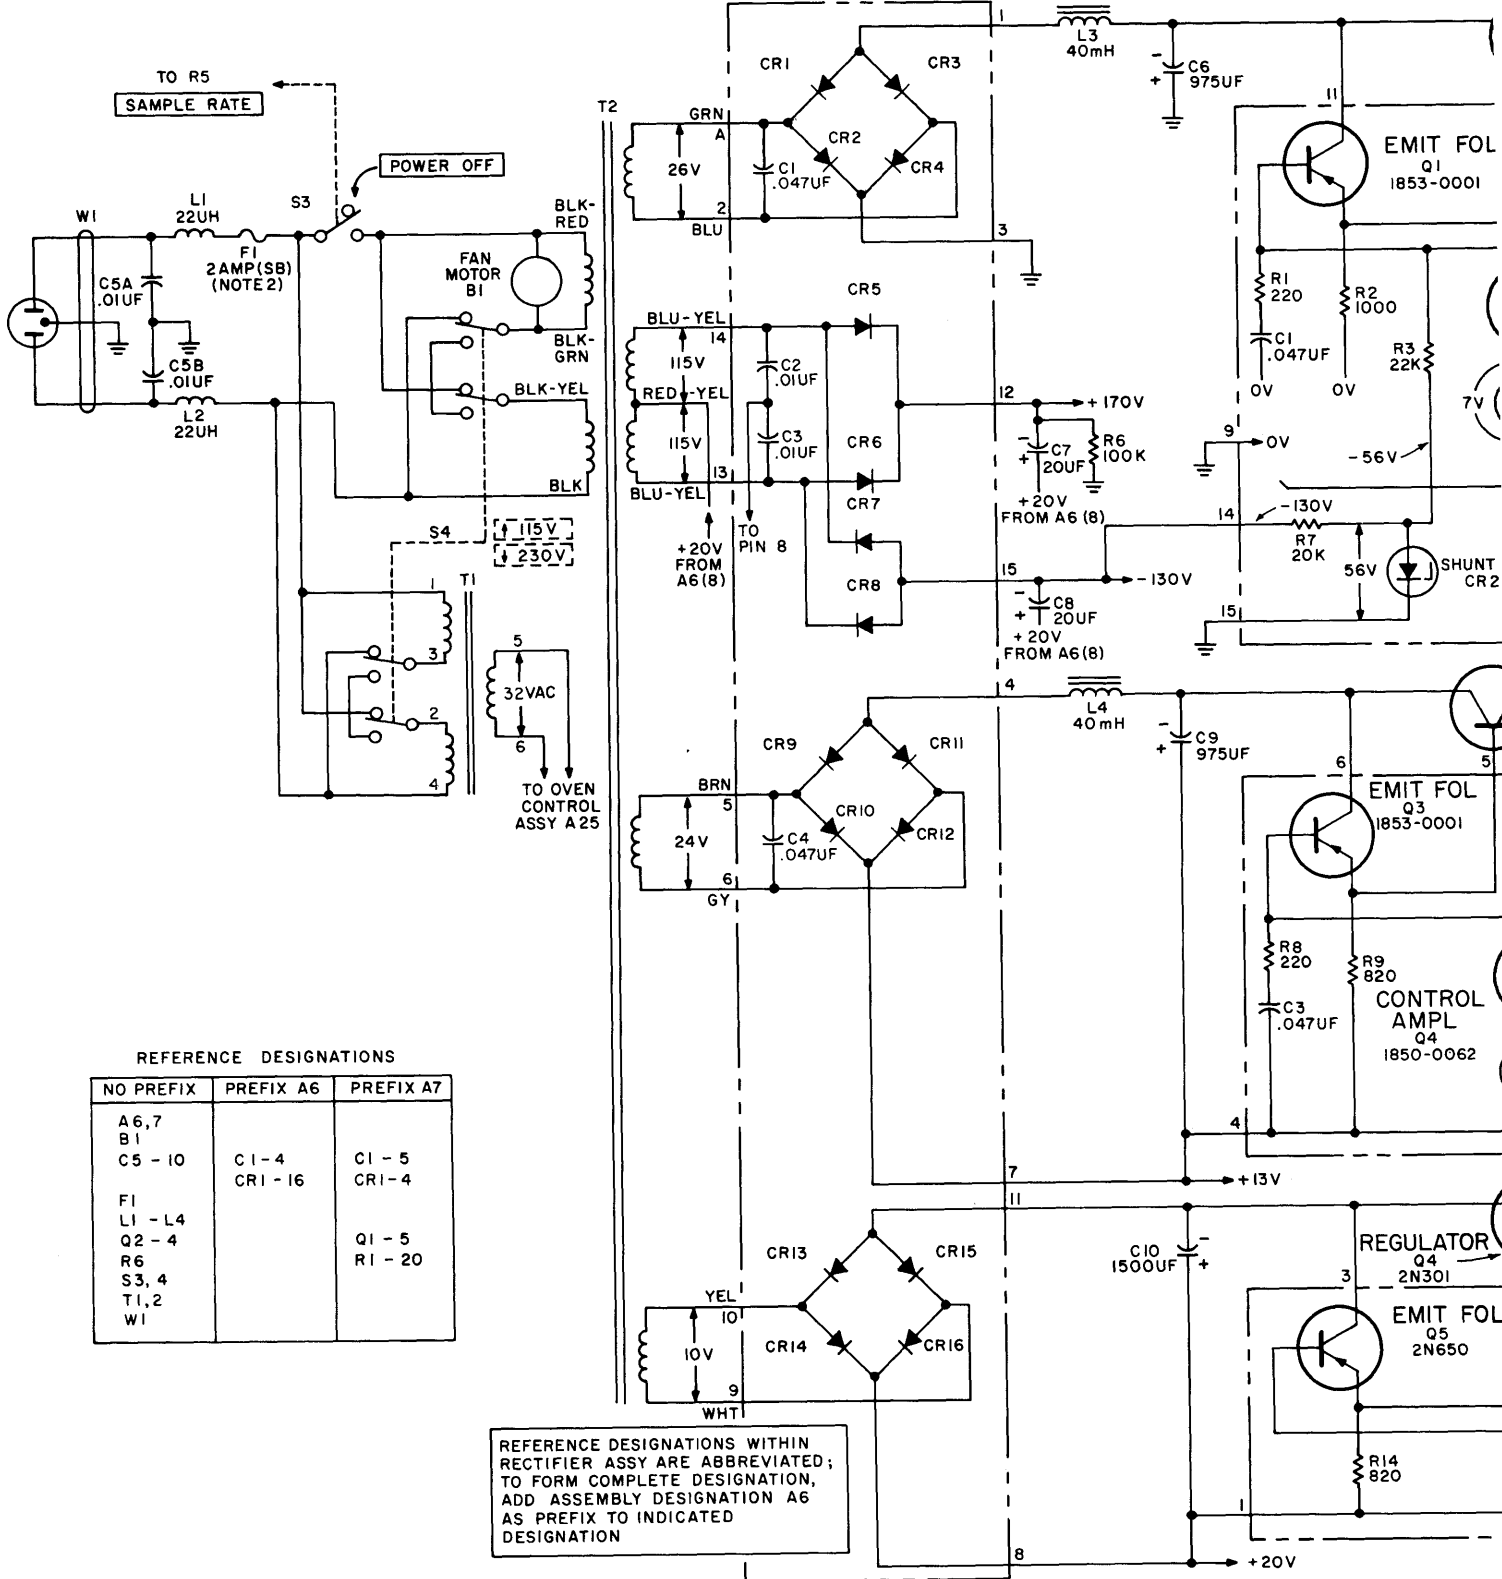 TO R5
SAMPLE RATE
POWER OFF
S3
W1
L1
22UH
F1
2 AMP (SB)
(NOTE 2)
C5A
.01UF
C5B
.01UF
L2
22UH
FAN
MOTOR
B1
BLK-
RED
BLK-
GRN
BLK-YEL
BLK
S4
115V
230V
T1
1
3
2
4
5
32VAC
6
TO OVEN
CONTROL
ASSY A25
T2
GRN
A
26V
2
BLU
C1
.047UF
CR1
CR3
CR2
CR4
1
3
L3
40mH
-
+
C6
975UF
BLU-YEL
14
115V
RED-YEL
115V
13
BLU-YEL
+20V
FROM
A6(8)
C2
.01UF
C3
.01UF
TO
PIN 8
CR5
CR6
CR7
CR8
12
+170V
-
+
C7
20UF
R6
100K
+20V
FROM A6(8)
15
-130V
-
+
C8
20UF
+20V
FROM A6(8)
11
EMIT FOL
Q1
1853-0001
R1
220
C1
.047UF
0V
R2
1000
0V
R3
22K
7V
9
0V
-56V
14
-130V
R7
20K
56V
SHUNT
CR2
15
4
L4
40mH
-
+
C9
975UF
BRN
5
24V
6
GY
C4
.047UF
CR9
CR11
CR10
CR12
6
5
EMIT FOL
Q3
1853-0001
R8
220
R9
820
C3
.047UF
CONTROL
AMPL
Q4
1850-0062
4
7
+13V
11
YEL
10
10V
9
WHT
CR13
CR15
CR14
CR16
C10
1500UF
-
+
REGULATOR
Q4
2N301
3
EMIT FOL
Q5
2N650
R14
820
1
8
+20V
REFERENCE DESIGNATIONS
NO PREFIX PREFIX A6 PREFIX A7
A6,7
B1
C5 - 10 C1 - 4 C1 - 5
CR1 - 16 CR1 - 4
F1
L1 - L4
Q2 - 4 Q1 - 5
R6 R1 - 20
S3, 4
T1,2
W1
REFERENCE DESIGNATIONS WITHIN
RECTIFIER ASSY ARE ABBREVIATED;
TO FORM COMPLETE DESIGNATION,
ADD ASSEMBLY DESIGNATION A6
AS PREFIX TO INDICATED
DESIGNATION